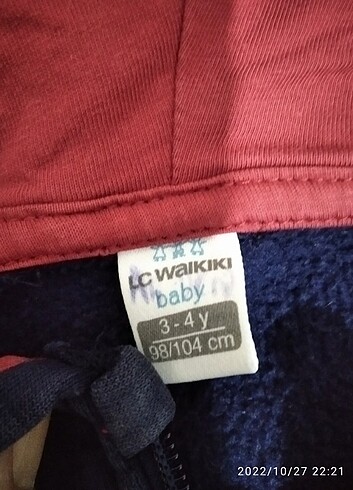 LC WAIKIKI
baby
3 - 4 y
98/104 cm
2022/10/27 22:21